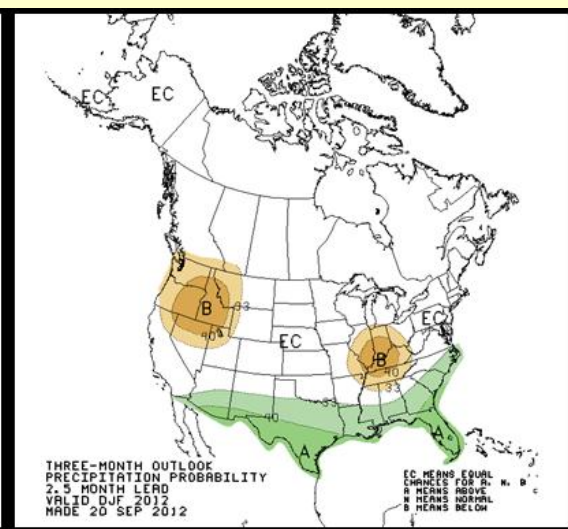 EC
EC
B
33
40
EC
EC
B
40
33
33
40
A
A
THREE-MONTH OUTLOOK
PRECIPITATION PROBABILITY
2.5 MONTH LEAD
VALID DJF 2012
MADE 20 SEP 2012
EC MEANS EQUAL
CHANCES FOR A, N, B
A MEANS ABOVE
N MEANS NORMAL
B MEANS BELOW